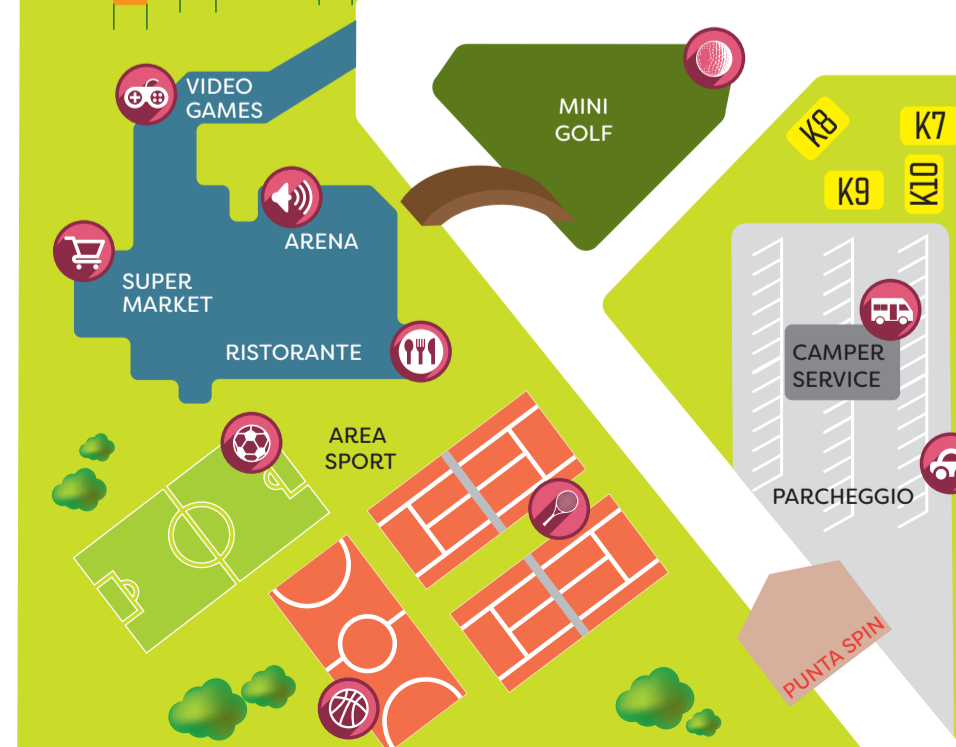 VIDEO
GAMES
MINI
GOLF
K8
K7
K9
K10
ARENA
SUPER
MARKET
RISTORANTE
CAMPER
SERVICE
AREA
SPORT
PARCHEGGIO
PUNTA SPIN